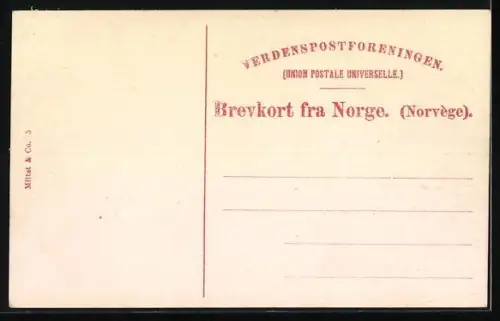 VERDENSPOSTFORENINGEN.
(UNION POSTALE UNIVERSELLE.)
Brevkort fra Norge. (Norvège).
Mittet & Co. 5